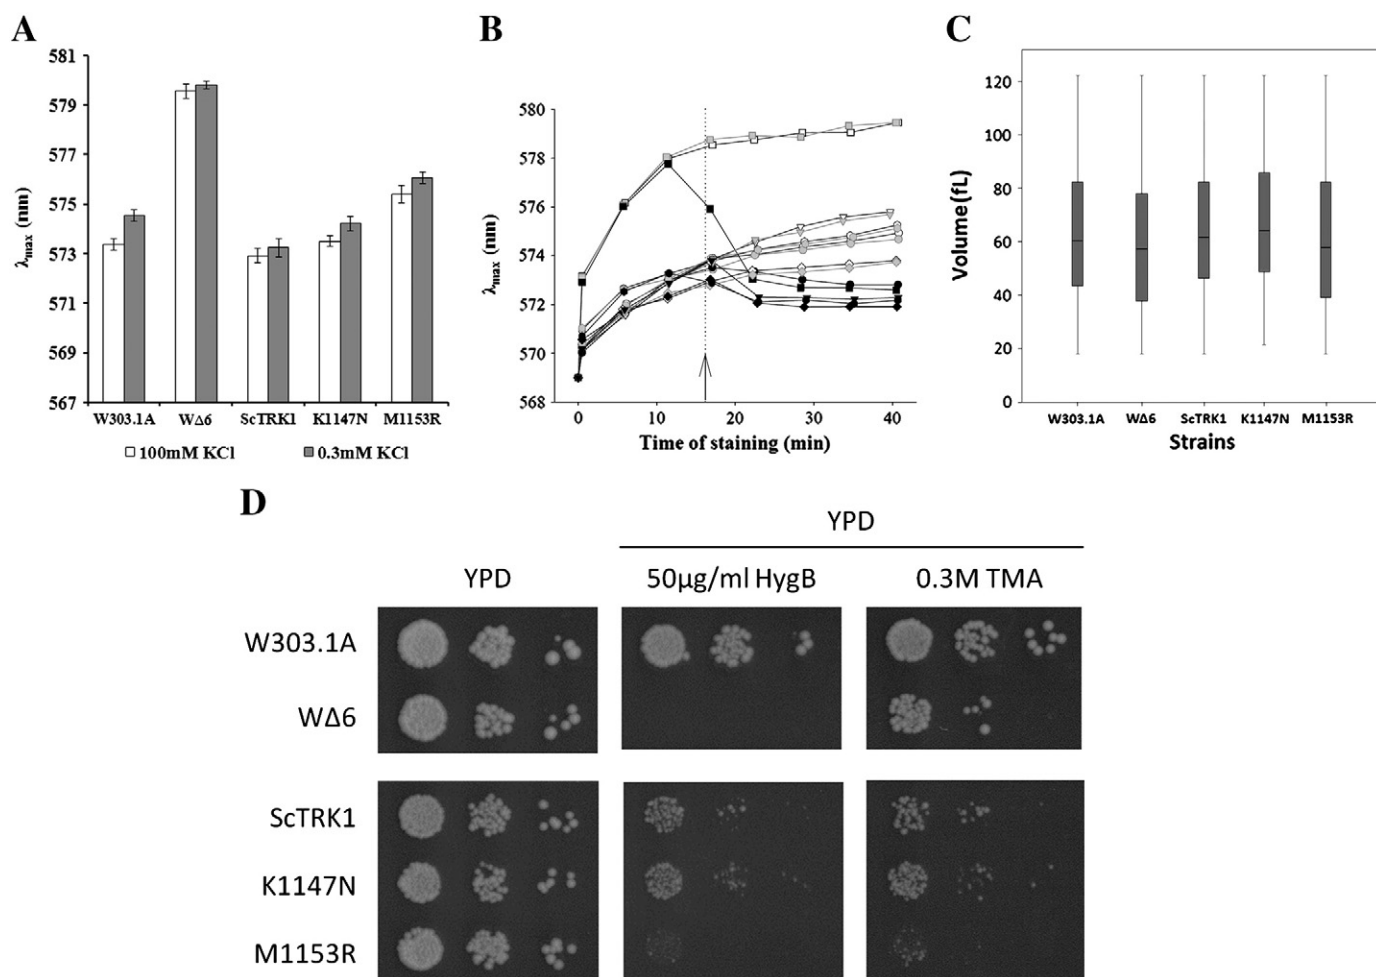 A
581
579
577
575
573
571
569
567
λmax (nm)
W303.1A WΔ6 ScTRK1 K1147N M1153R
100mM KCl 0.3mM KCl
B
580
578
576
574
572
570
568
λmax (nm)
0 10 20 30 40
Time of staining (min)
C
120
100
80
60
40
20
0
Volume(fL)
W303.1A WΔ6 ScTRK1 K1147N M1153R
Strains
D
YPD
YPD 50µg/ml HygB 0.3M TMA
W303.1A
WΔ6
ScTRK1
K1147N
M1153R